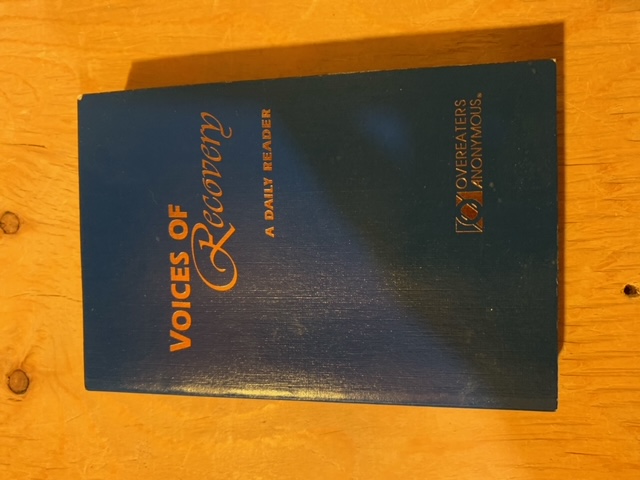 VOICES OF
Recovery
A DAILY READER
OVEREATERS
ANONYMOUS®